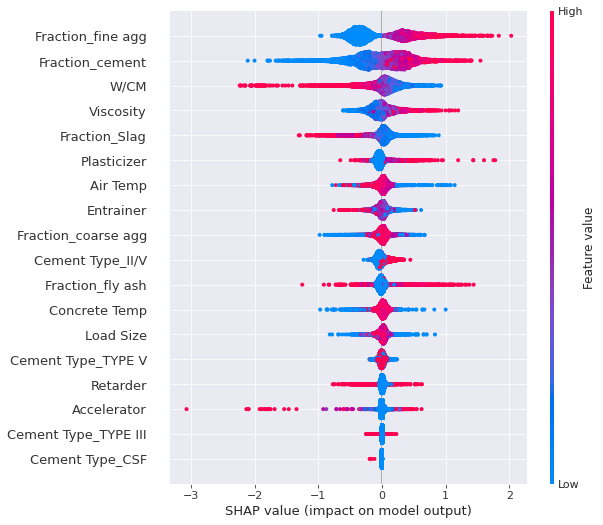 High
Fraction_fine agg
Fraction_cement
W/CM
Viscosity
Fraction_Slag
Plasticizer
Air Temp
Entrainer
Fraction_coarse agg
Cement Type_II/V
Fraction_fly ash
Concrete Temp
Load Size
Cement Type_TYPE V
Retarder
Accelerator
Cement Type_TYPE III
Cement Type_CSF
Feature value
Low
−3 −2 −1 0 1 2
SHAP value (impact on model output)